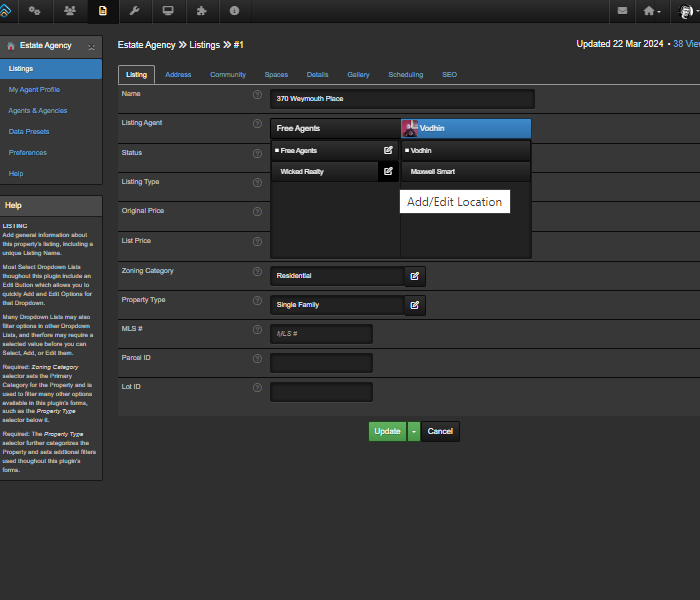 Estate Agency
Listings
My Agent Profile
Agents & Agencies
Data Presets
Preferences
Help
Help
LISTING
Add general information about
this property's listing, including a
unique Listing Name.
Most Select Dropdown Lists
thoughout this plugin include an
Edit Button which allows you to
quickly Add and Edit Options for
that Dropdown.
Many Dropdown Lists may also
filter options in other Dropdown
Lists, and therfore may require a
selected value before you can
Select, Add, or Edit them.
Required: Zoning Category
selector sets the Primary
Category for the Property and is
used to filter many other options
available in this plugin's forms,
such as the Property Type
selector below it.
Required: The Property Type
selector further categorizes the
Property and sets addtional filters
used thoughout this plugin's
forms.
Estate Agency » Listings » #1
Updated 22 Mar 2024 • 38 View
Listing Address Community Spaces Details Gallery Scheduling SEO
Name
370 Weymouth Place
Listing Agent
Free Agents
Vodhin
Free Agents
Vodhin
Wicked Realty
Maxwell Smart
Add/Edit Location
Status
Listing Type
Original Price
List Price
Zoning Category
Residential
Property Type
Single Family
MLS #
MLS #
Parcel ID
Lot ID
Update
Cancel